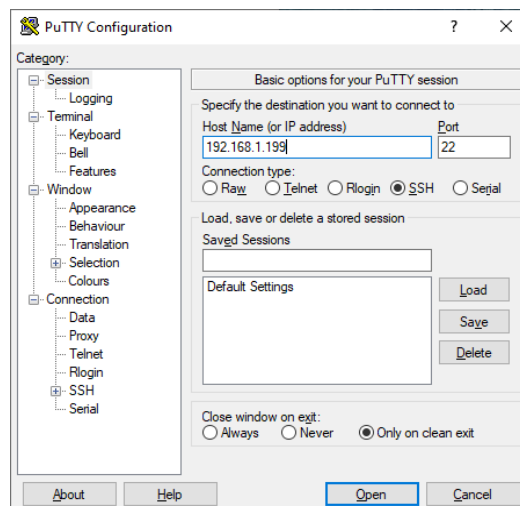 PuTTY Configuration ?
Category:
Session
Logging
Terminal
Keyboard
Bell
Features
Window
Appearance
Behaviour
Translation
Selection
Colours
Connection
Data
Proxy
Telnet
Rlogin
SSH
Serial
Basic options for your PuTTY session
Specify the destination you want to connect to
Host Name (or IP address) Port
192.168.1.199 22
Connection type:
Raw Telnet Rlogin SSH Serial
Load, save or delete a stored session
Saved Sessions
Default Settings
Load
Save
Delete
Close window on exit:
Always Never Only on clean exit
About Help Open Cancel